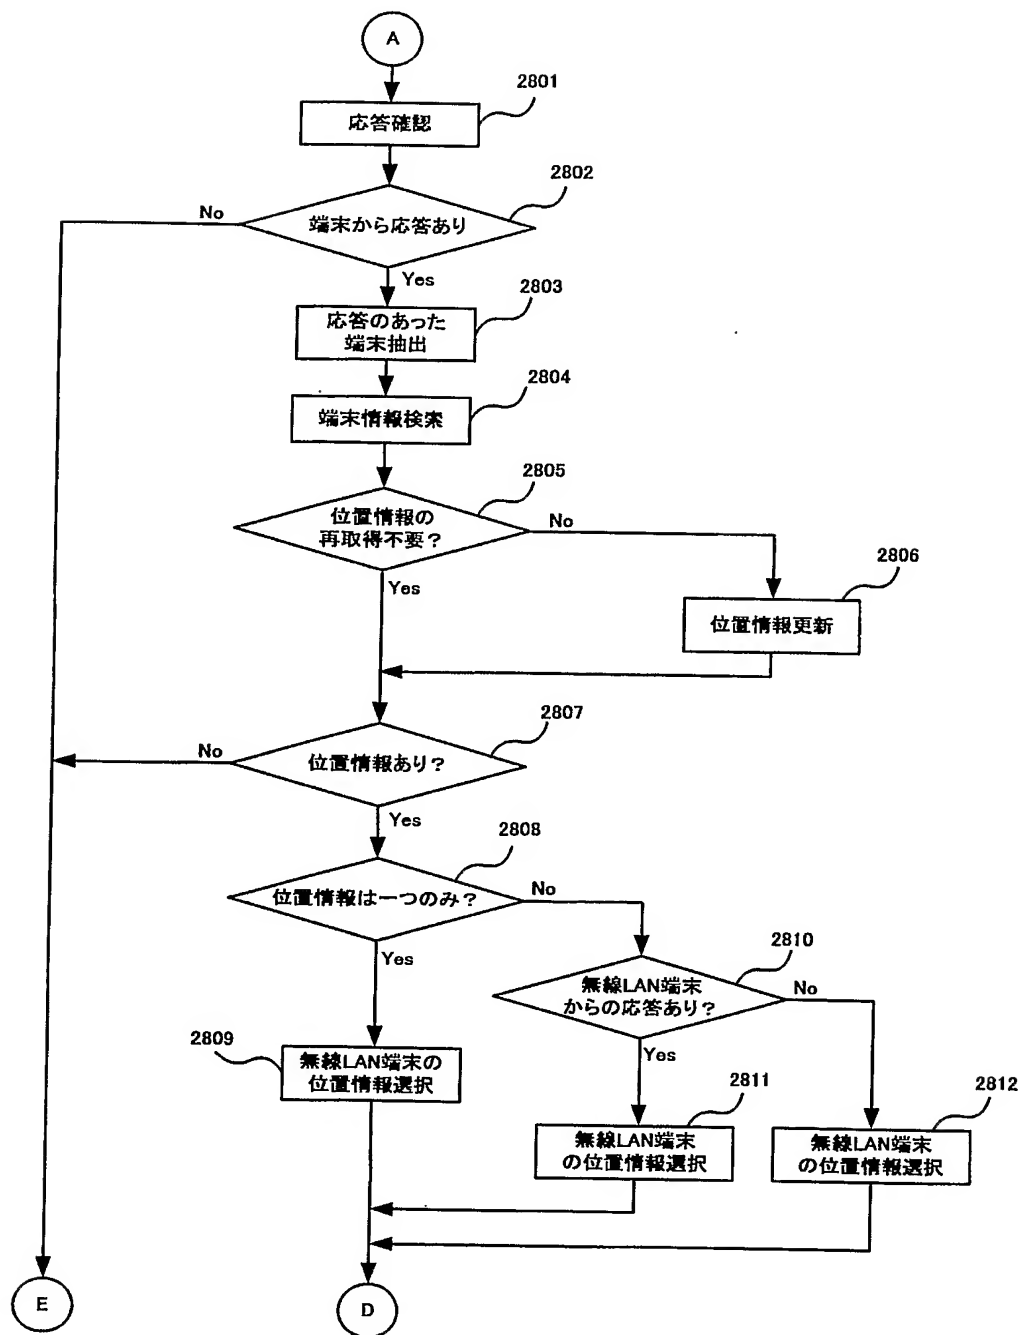 A
2801
応答確認
2802
No
端末から応答あり
Yes
2803
応答のあった
端末抽出
2804
端末情報検索
2805
位置情報の
再取得不要？
No
Yes
2806
位置情報更新
2807
No
位置情報あり？
Yes
2808
位置情報は一つのみ？
No
Yes
2810
無線LAN端末
からの応答あり？
No
Yes
2809
無線LAN端末の
位置情報選択
2811
無線LAN端末
の位置情報選択
2812
無線LAN端末
の位置情報選択
E
D